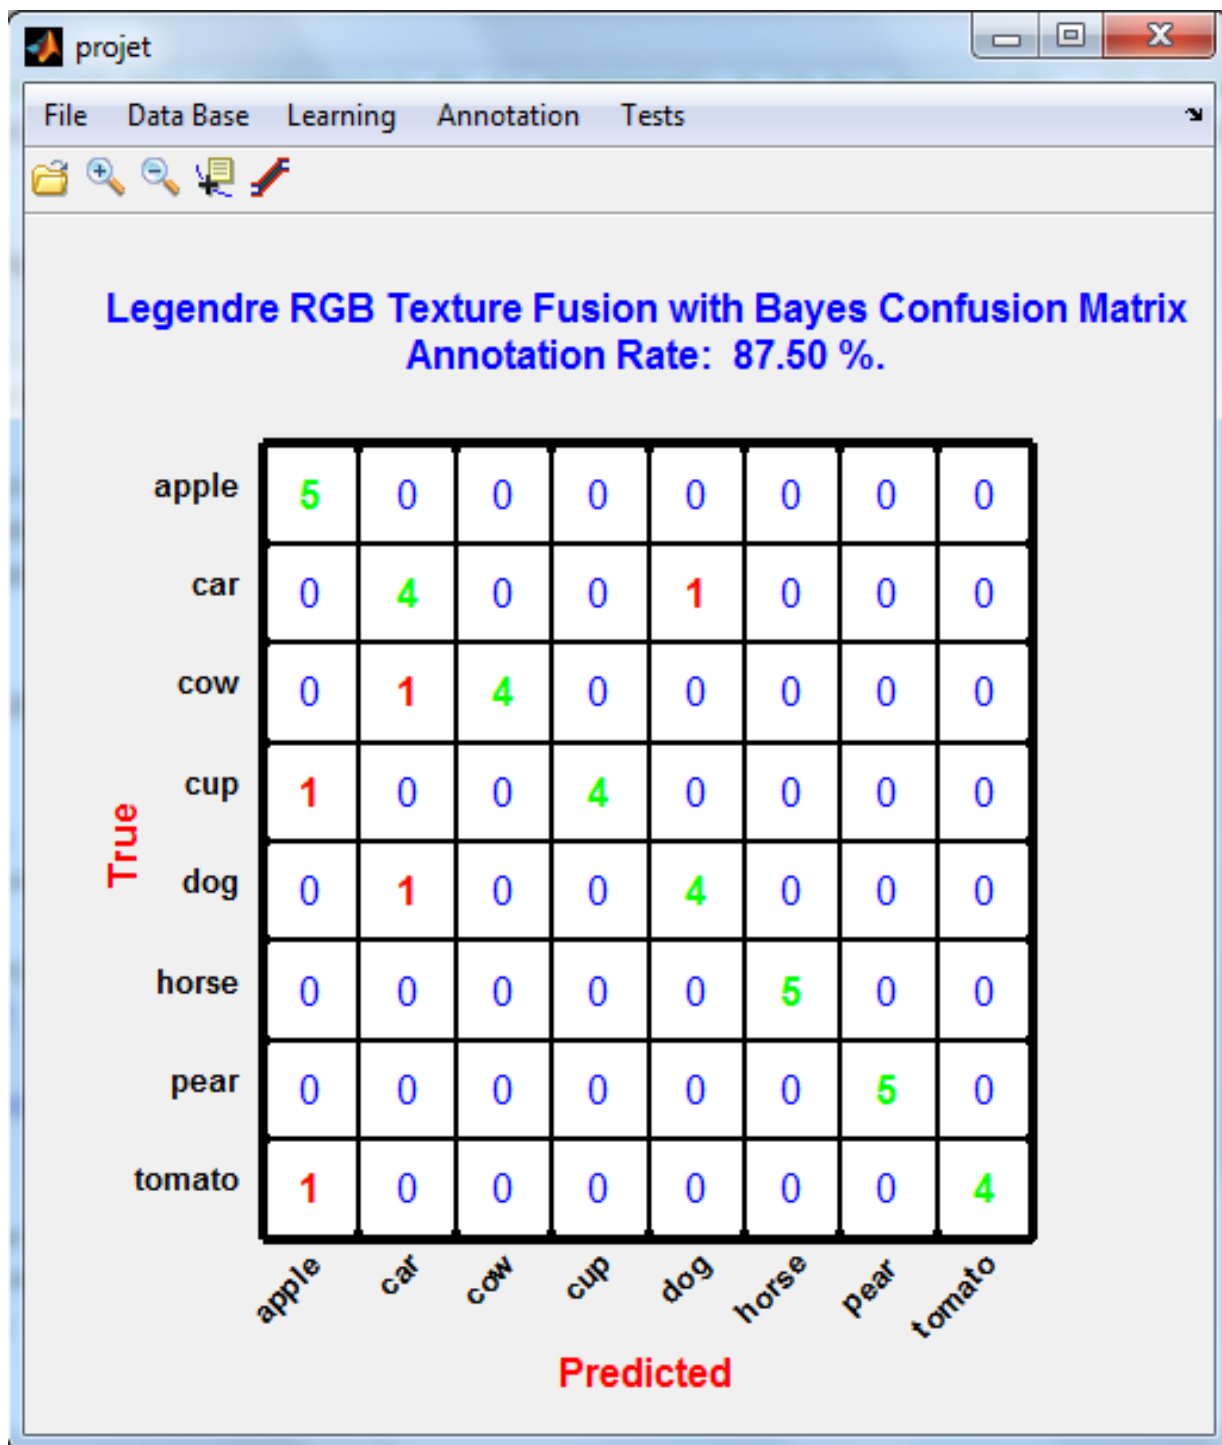 projet
File Data Base Learning Annotation Tests
Legendre RGB Texture Fusion with Bayes Confusion Matrix
Annotation Rate: 87.50 %.
apple 5 0 0 0 0 0 0 0
car 0 4 0 0 1 0 0 0
cow 0 1 4 0 0 0 0 0
cup 1 0 0 4 0 0 0 0
True
dog 0 1 0 0 4 0 0 0
horse 0 0 0 0 0 5 0 0
pear 0 0 0 0 0 0 5 0
tomato 1 0 0 0 0 0 0 4
apple car cow cup dog horse pear tomato
Predicted